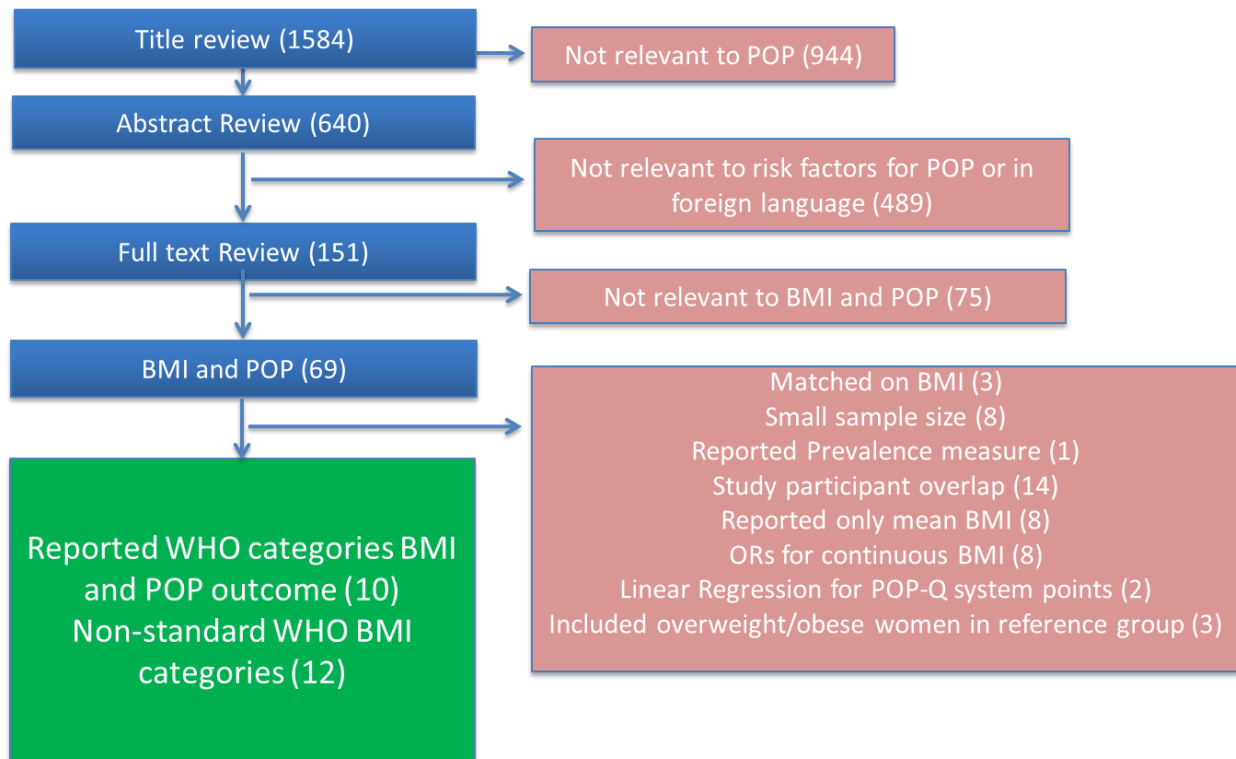 Title review (1584)
Not relevant to POP (944)
Abstract Review (640)
Not relevant to risk factors for POP or in
foreign language (489)
Full text Review (151)
Not relevant to BMI and POP (75)
BMI and POP (69)
Matched on BMI (3)
Small sample size (8)
Reported Prevalence measure (1)
Study participant overlap (14)
Reported only mean BMI (8)
ORs for continuous BMI (8)
Linear Regression for POP-Q system points (2)
Included overweight/obese women in reference group (3)
Reported WHO categories BMI
and POP outcome (10)
Non-standard WHO BMI
categories (12)